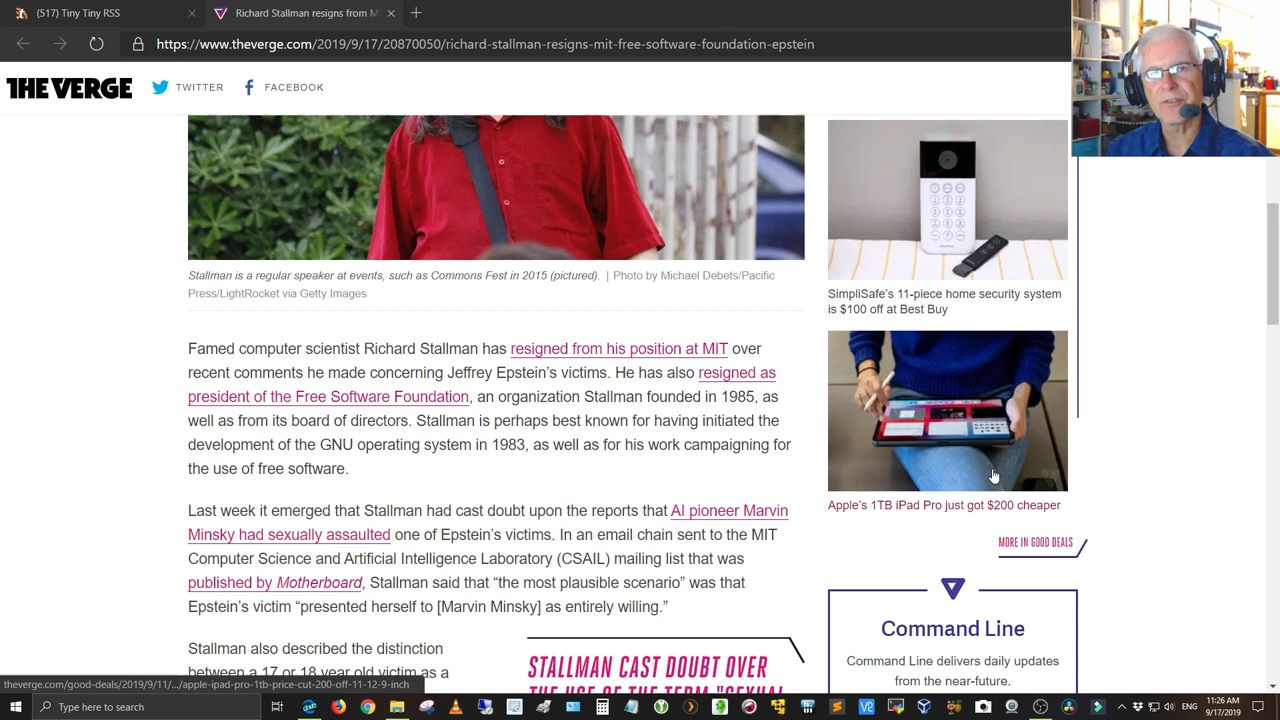 (517) Tiny Tiny RSS
Richard Stallman resigns from M
https://www.theverge.com/2019/9/17/20870050/richard-stallman-resigns-mit-free-software-foundation-epstein
THE VERGE TWITTER FACEBOOK
Stallman is a regular speaker at events, such as Commons Fest in 2015 (pictured). | Photo by Michael Debets/Pacific
Press/LightRocket via Getty Images
Famed computer scientist Richard Stallman has resigned from his position at MIT over
recent comments he made concerning Jeffrey Epstein’s victims. He has also resigned as
president of the Free Software Foundation, an organization Stallman founded in 1985, as
well as from its board of directors. Stallman is perhaps best known for having initiated the
development of the GNU operating system in 1983, as well as for his work campaigning for
the use of free software.
Last week it emerged that Stallman had cast doubt upon the reports that AI pioneer Marvin
Minsky had sexually assaulted one of Epstein’s victims. In an email chain sent to the MIT
Computer Science and Artificial Intelligence Laboratory (CSAIL) mailing list that was
published by Motherboard, Stallman said that “the most plausible scenario” was that
Epstein’s victim “presented herself to [Marvin Minsky] as entirely willing.”
Stallman also described the distinction
between a 17 or 18 year old victim as a
STALLMAN CAST DOUBT OVER
THE USE OF THE TERM "SEXUAL
SimpliSafe’s 11-piece home security system
is $100 off at Best Buy
Apple’s 1TB iPad Pro just got $200 cheaper
MORE IN GOOD DEALS
Command Line
Command Line delivers daily updates
from the near-future.
theverge.com/good-deals/2019/9/11/.../apple-ipad-pro-1tb-price-cut-200-off-11-12-9-inch
Type here to search
ENG
11:26 AM
9/17/2019